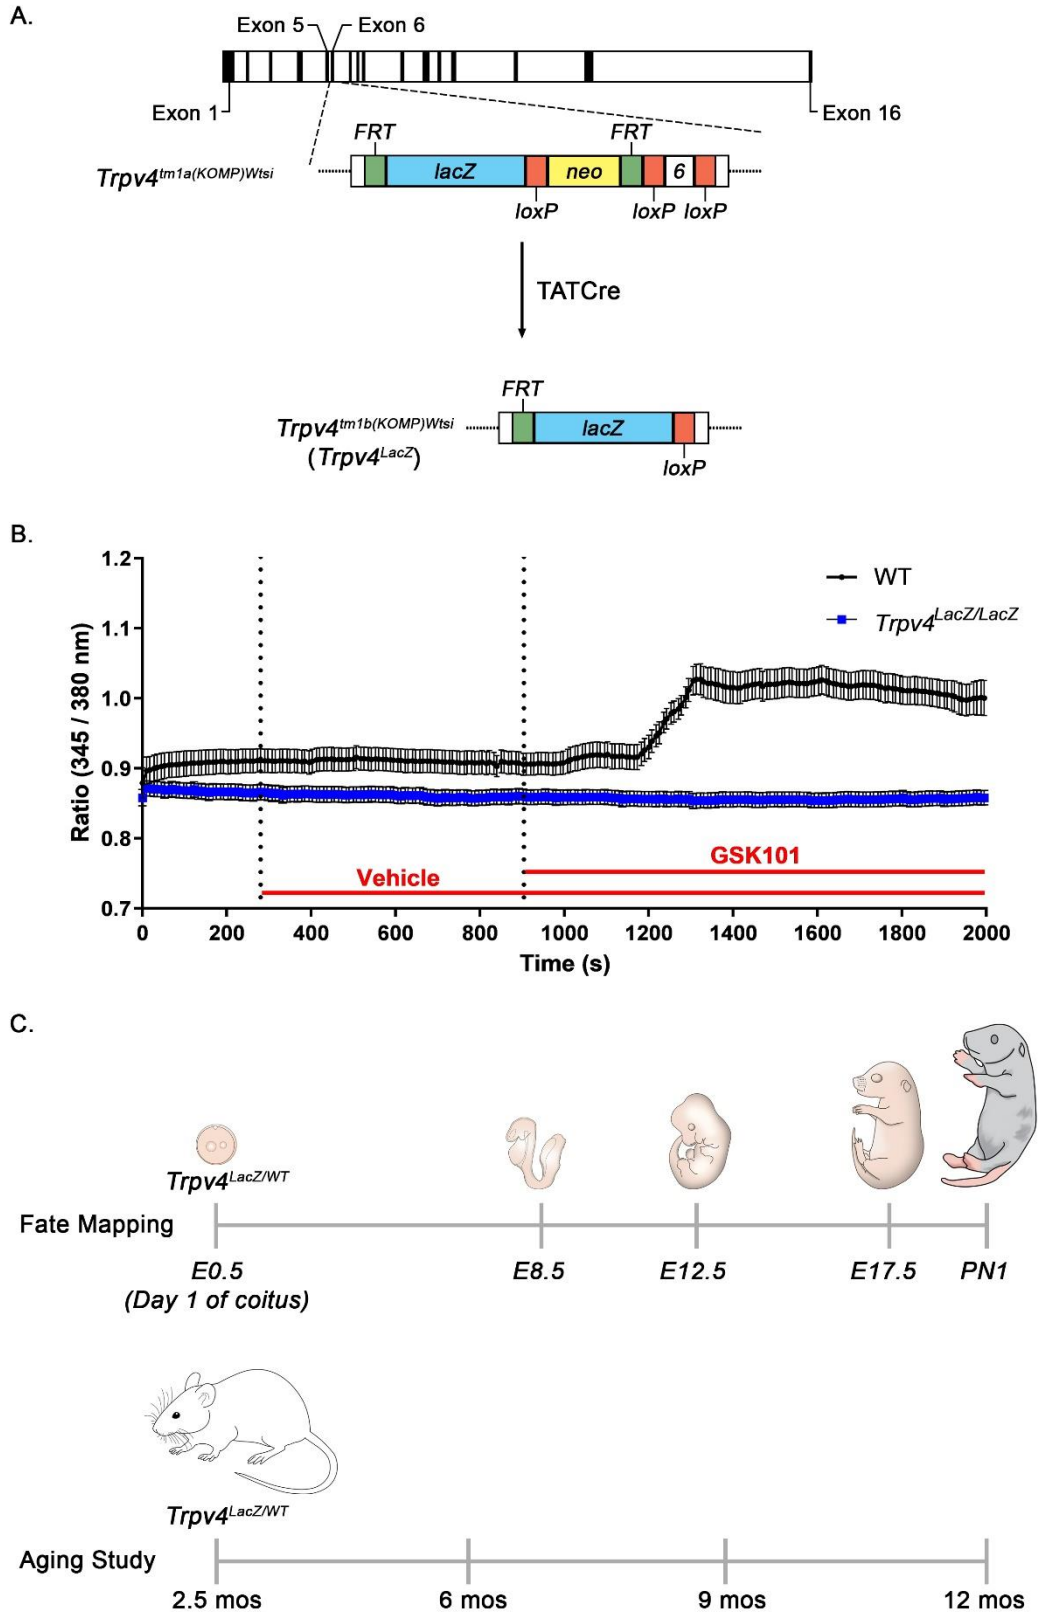 A.
Exon 5 Exon 6
Exon 1 Exon 16
FRT FRT
Trpv4tm1a(KOMP)Wtsi lacZ neo 6
loxP loxP loxP
TATCre
FRT
Trpv4tm1b(KOMP)Wtsi lacZ
(Trpv4LacZ)
loxP
B.
1.2
1.1
1.0
0.9
0.8
0.7
Ratio (345 / 380 nm)
WT
Trpv4LacZ/LacZ
GSK101
Vehicle
0 200 400 600 800 1000 1200 1400 1600 1800 2000
Time (s)
C.
Trpv4LacZ/WT
Fate Mapping
E0.5 E8.5 E12.5 E17.5 PN1
(Day 1 of coitus)
Trpv4LacZ/WT
Aging Study
2.5 mos 6 mos 9 mos 12 mos